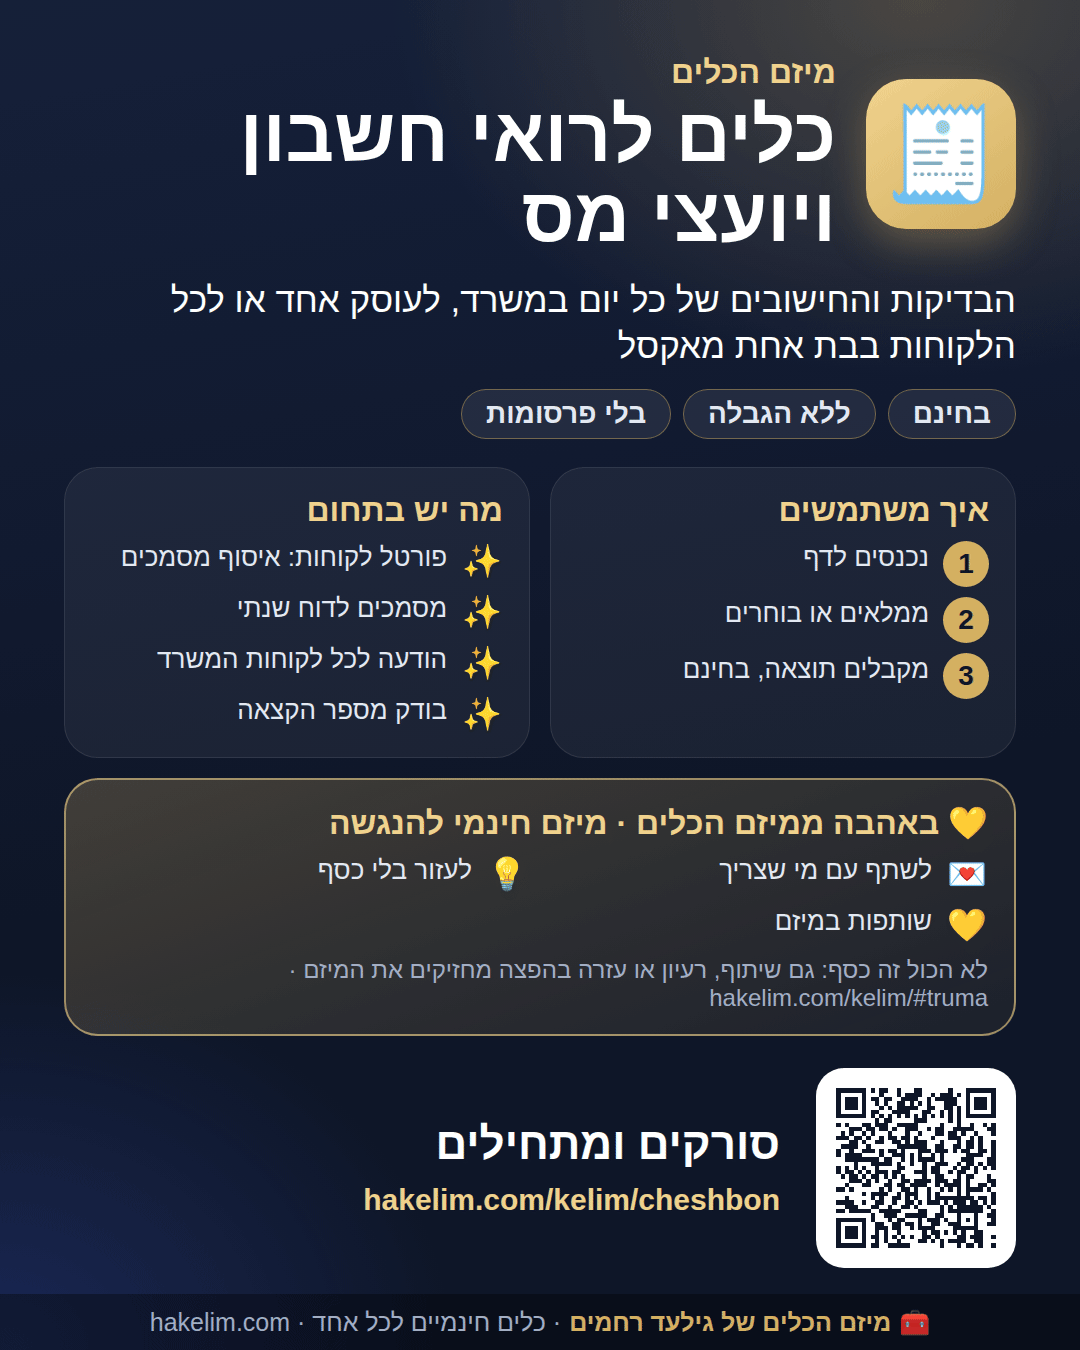 מיזם הכלים
כלים לרואי חשבון
ויועצי מס
הבדיקות והחישובים של כל יום במשרד, לעוסק אחד או לכל
הלקוחות בבת אחת מאקסל
בחינם
ללא הגבלה
בלי פרסומות
איך משתמשים
1 נכנסים לדף
2 ממלאים או בוחרים
3 מקבלים תוצאה, בחינם
מה יש בתחום
פורטל לקוחות: איסוף מסמכים
מסמכים לדוח שנתי
הודעה לכל לקוחות המשרד
בודק מספר הקצאה
באהבה ממיזם הכלים · מיזם חינמי להנגשה
לשתף עם מי שצריך
לעזור בלי כסף
שותפות במיזם
לא הכול זה כסף: גם שיתוף, רעיון או עזרה בהפצה מחזיקים את המיזם ·
hakelim.com/kelim/#truma
סורקים ומתחילים
hakelim.com/kelim/cheshbon
מיזם הכלים של גילעד רחמים · כלים חינמיים לכל אחד · hakelim.com